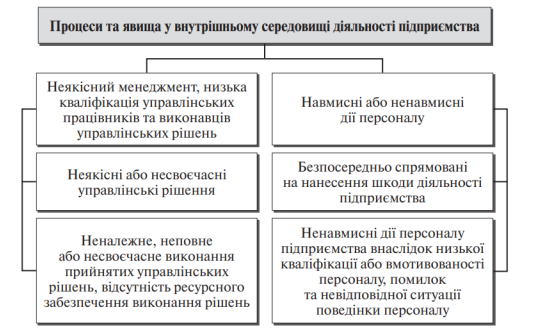 Процеси та явища у внутрішньому середовищі діяльності підприємства
Неякісний менеджмент, низька
кваліфікація управлінських
працівників та виконавців
управлінських рішень
Неякісні або несвоєчасні
управлінські рішення
Неналежне, неповне
або несвоєчасне виконання
прийнятих управлінських
рішень, відсутність ресурсного
забезпечення виконання рішень
Навмисні або ненавмисні
дії персоналу
Безпосередньо спрямовані
на нанесення шкоди діяльності
підприємства
Ненавмисні дії персоналу
підприємства внаслідок низької
кваліфікації або вмотивованості
персоналу, помилок
та невідповідної ситуації
поведінки персоналу